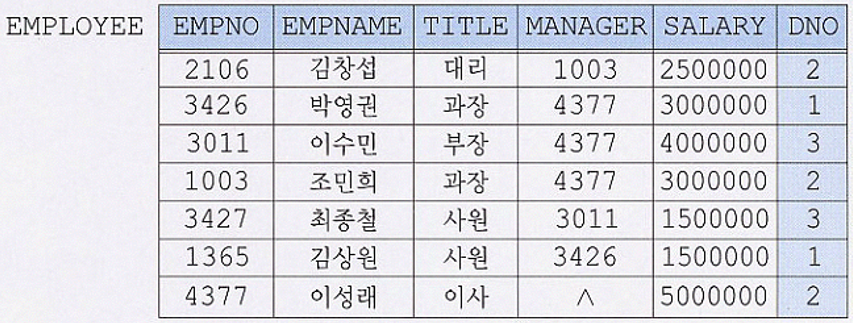 EMPLOYEE EMPNO EMPNAME TITLE MANAGER SALARY DNO
2106 김창섭 대리 1003 2500000 2
3426 박영권 과장 4377 3000000 1
3011 이수민 부장 4377 4000000 3
1003 조민희 과장 4377 3000000 2
3427 최종철 사원 3011 1500000 3
1365 김상원 사원 3426 1500000 1
4377 이성래 이사 ∧ 5000000 2